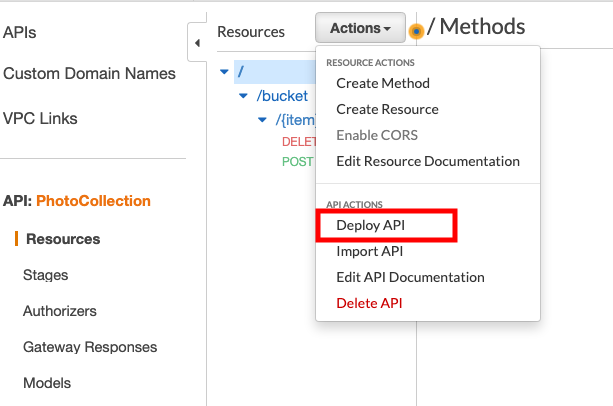 APIs
Custom Domain Names
VPC Links
API: PhotoCollection
Resources
Stages
Authorizers
Gateway Responses
Models
Resources
Actions
/ Methods
/
/bucket
/{item
DELET
POST
RESOURCE ACTIONS
Create Method
Create Resource
Enable CORS
Edit Resource Documentation
API ACTIONS
Deploy API
Import API
Edit API Documentation
Delete API